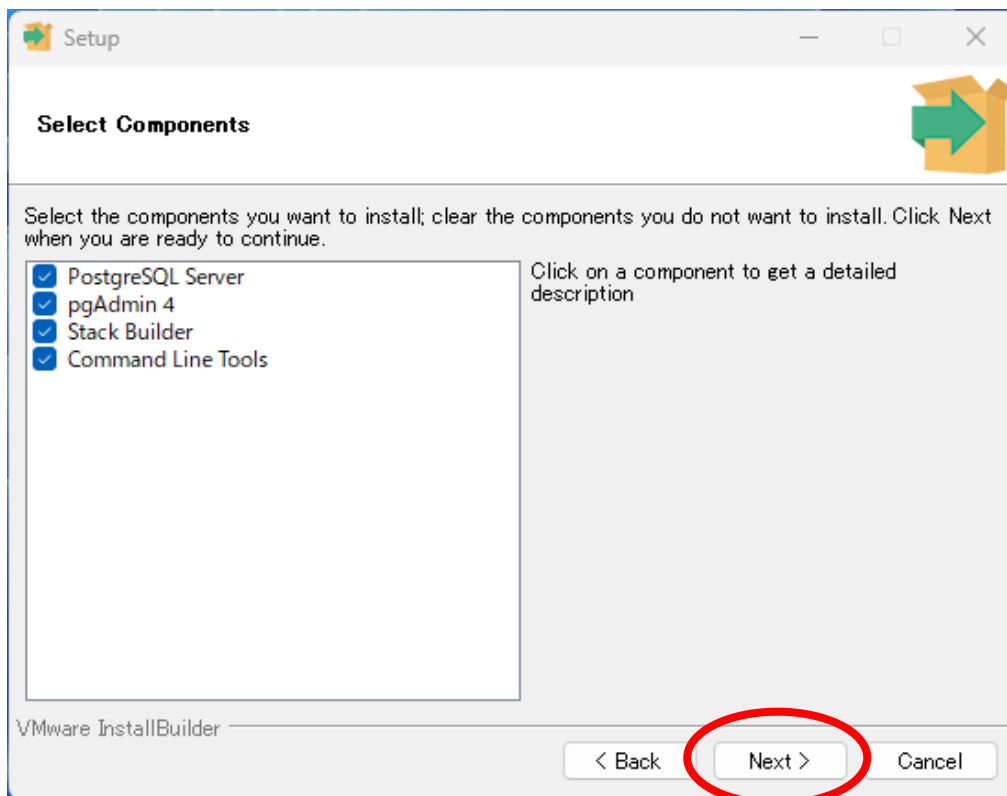 Setup
Select Components
Select the components you want to install; clear the components you do not want to install. Click Next
when you are ready to continue.
PostgreSQL Server
pgAdmin 4
Stack Builder
Command Line Tools
Click on a component to get a detailed
description
VMware InstallBuilder
< Back
Next >
Cancel